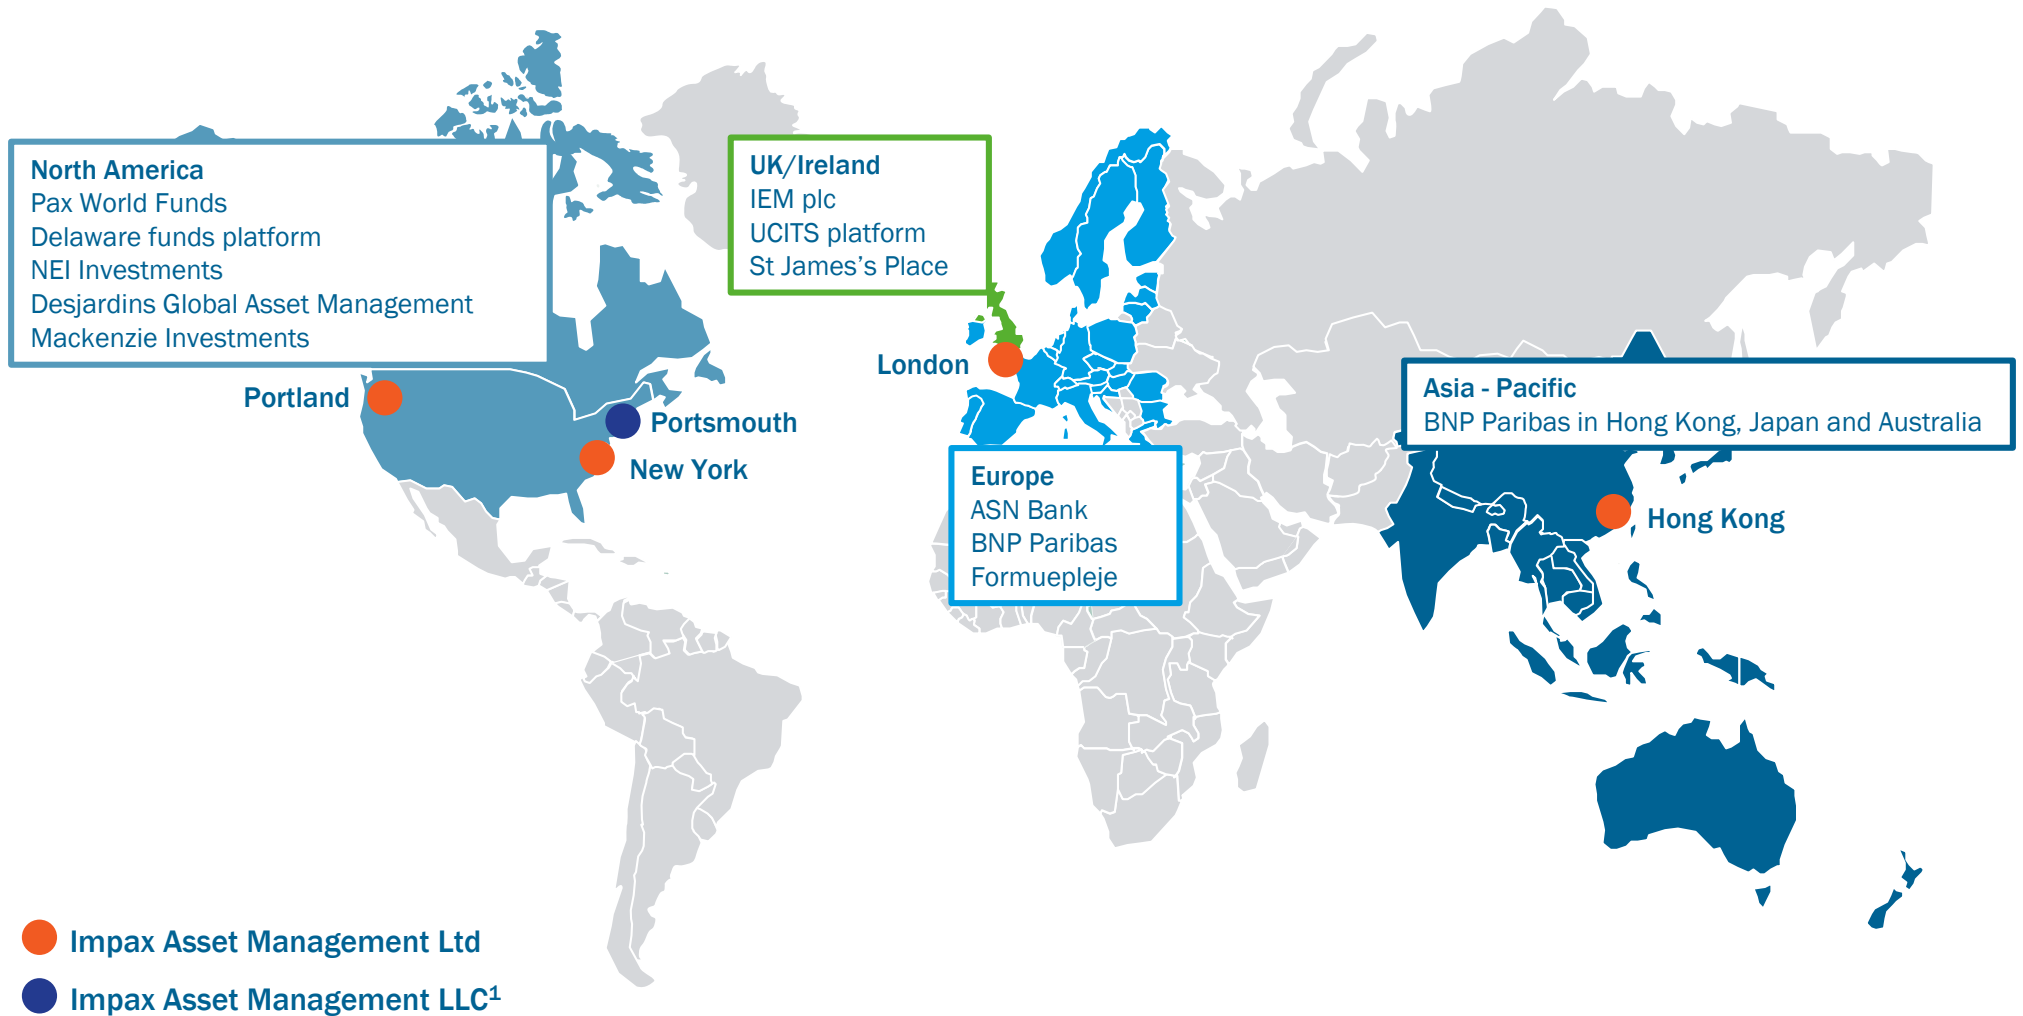 North America
Pax World Funds
Delaware funds platform
NEI Investments
Desjardins Global Asset Management
Mackenzie Investments
UK/Ireland
IEM plc
UCITS platform
St James’s Place
London
Asia - Pacific
BNP Paribas in Hong Kong, Japan and Australia
Portland
Portsmouth
New York
Europe
ASN Bank
BNP Paribas
Formuepleje
Hong Kong
Impax Asset Management Ltd
Impax Asset Management LLC¹